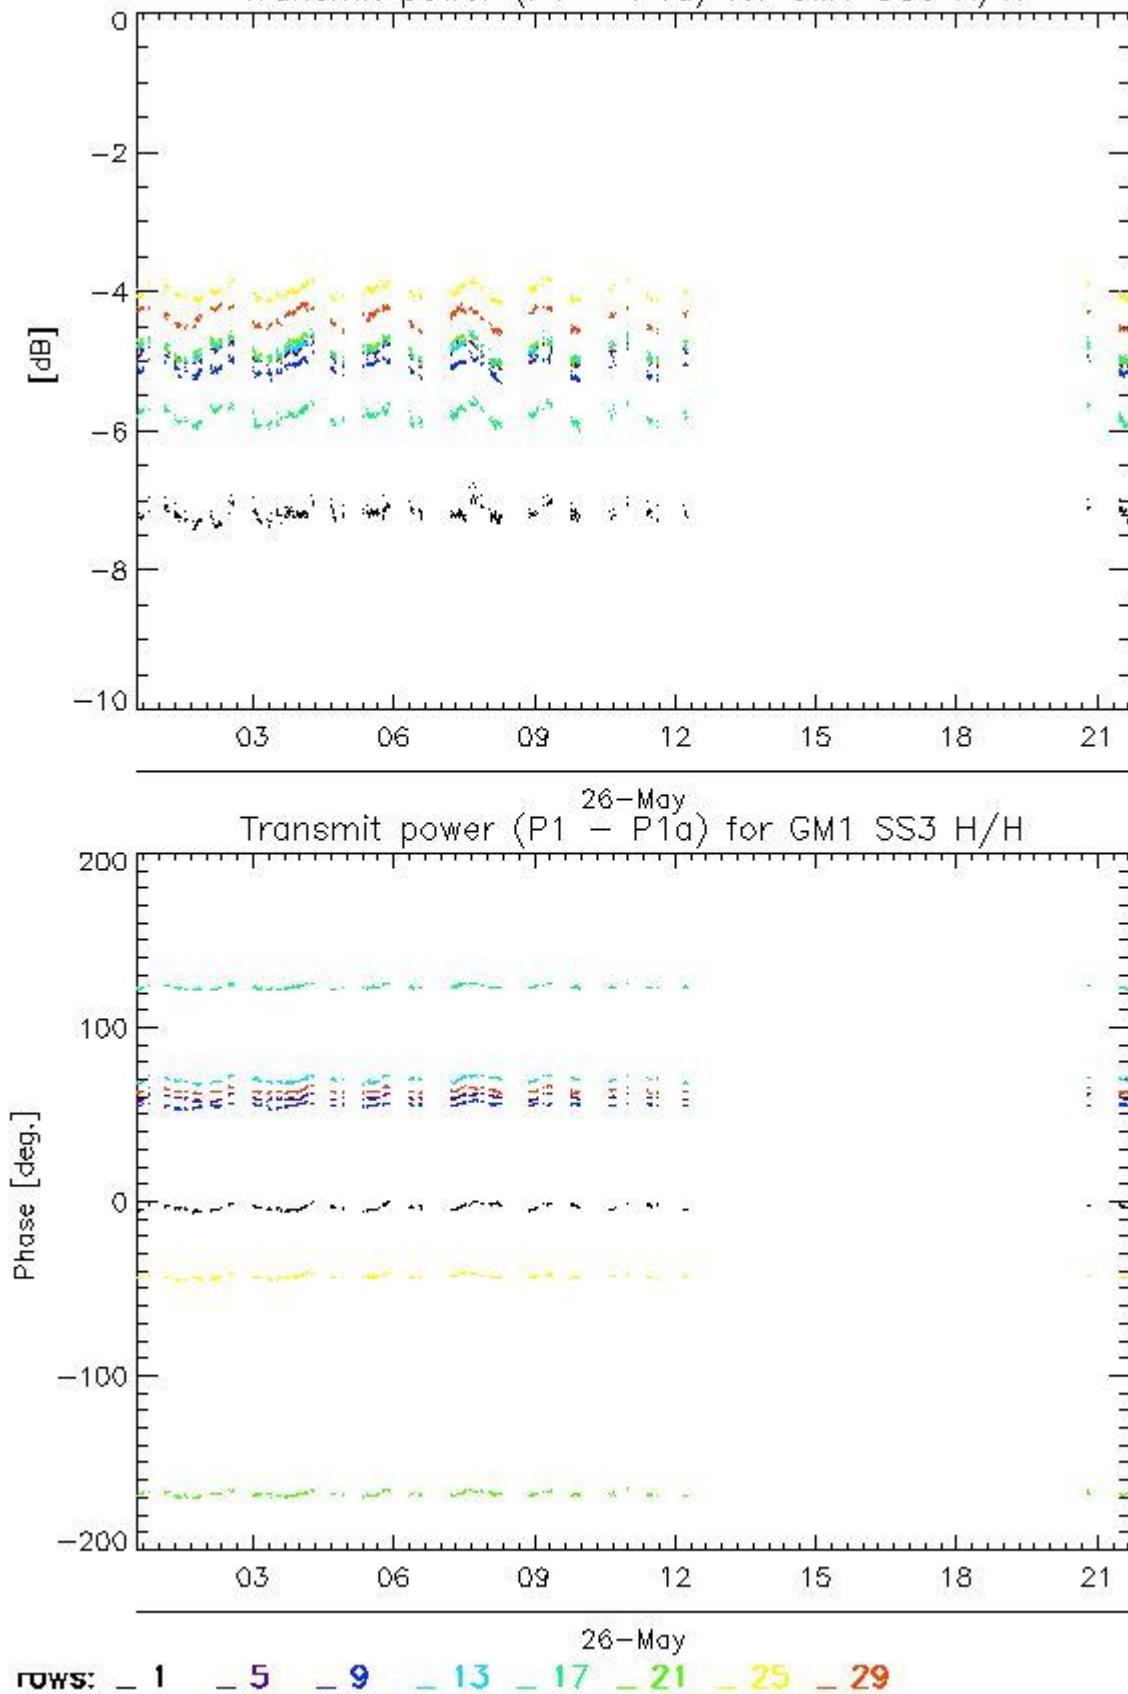 0
−2
−4
[dB]
−6
−8
−10
03 06 09 12 15 18 21
26−May
Transmit power (P1 − P1a) for GM1 SS3 H/H
200
100
0
Phase [deg.]
−100
−200
03 06 09 12 15 18 21
26−May
rows: _ 1 _ 5 _ 9 _ 13 _ 17 _ 21 _ 25 _ 29